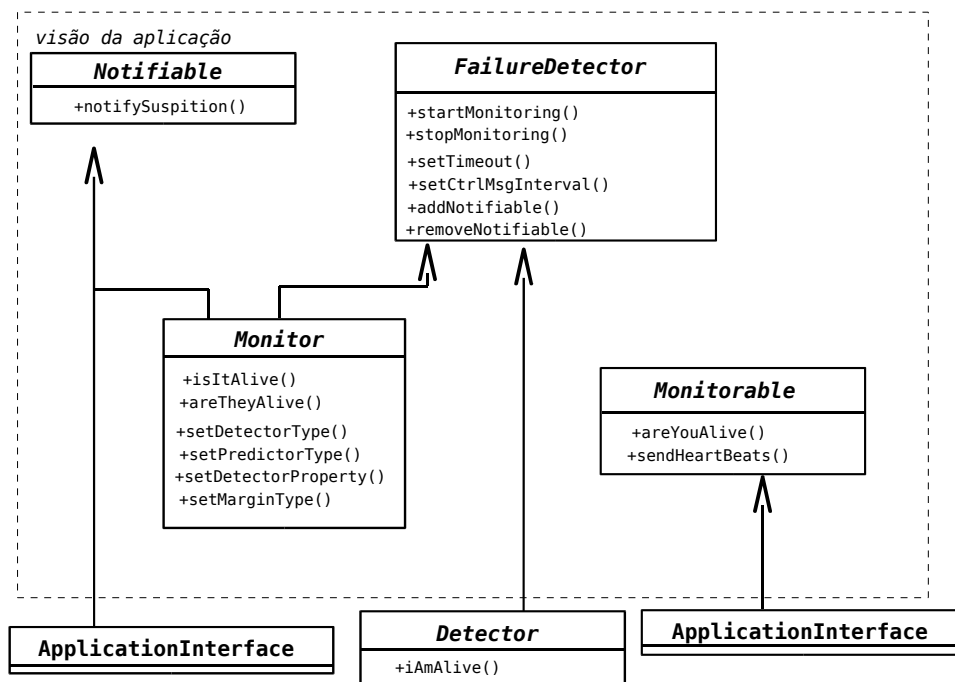 visão da aplicação
Notifiable
+notifySuspition()
FailureDetector
+startMonitoring()
+stopMonitoring()
+setTimeout()
+setCtrlMsgInterval()
+addNotifiable()
+removeNotifiable()
Monitor
+isItAlive()
+areTheyAlive()
+setDetectorType()
+setPredictorType()
+setDetectorProperty()
+setMarginType()
Monitorable
+areYouAlive()
+sendHeartBeats()
ApplicationInterface
Detector
+iAmAlive()
ApplicationInterface